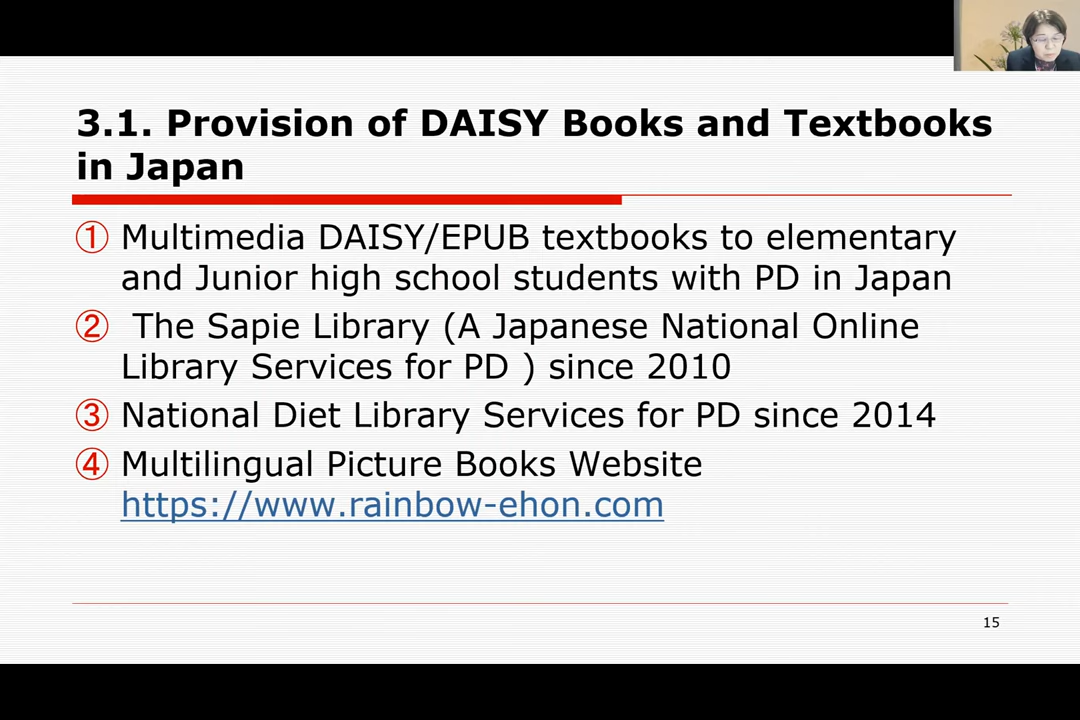 3.1. Provision of DAISY Books and Textbooks
in Japan
① Multimedia DAISY/EPUB textbooks to elementary
and Junior high school students with PD in Japan
② The Sapie Library (A Japanese National Online
Library Services for PD ) since 2010
③ National Diet Library Services for PD since 2014
④ Multilingual Picture Books Website
https://www.rainbow-ehon.com
15